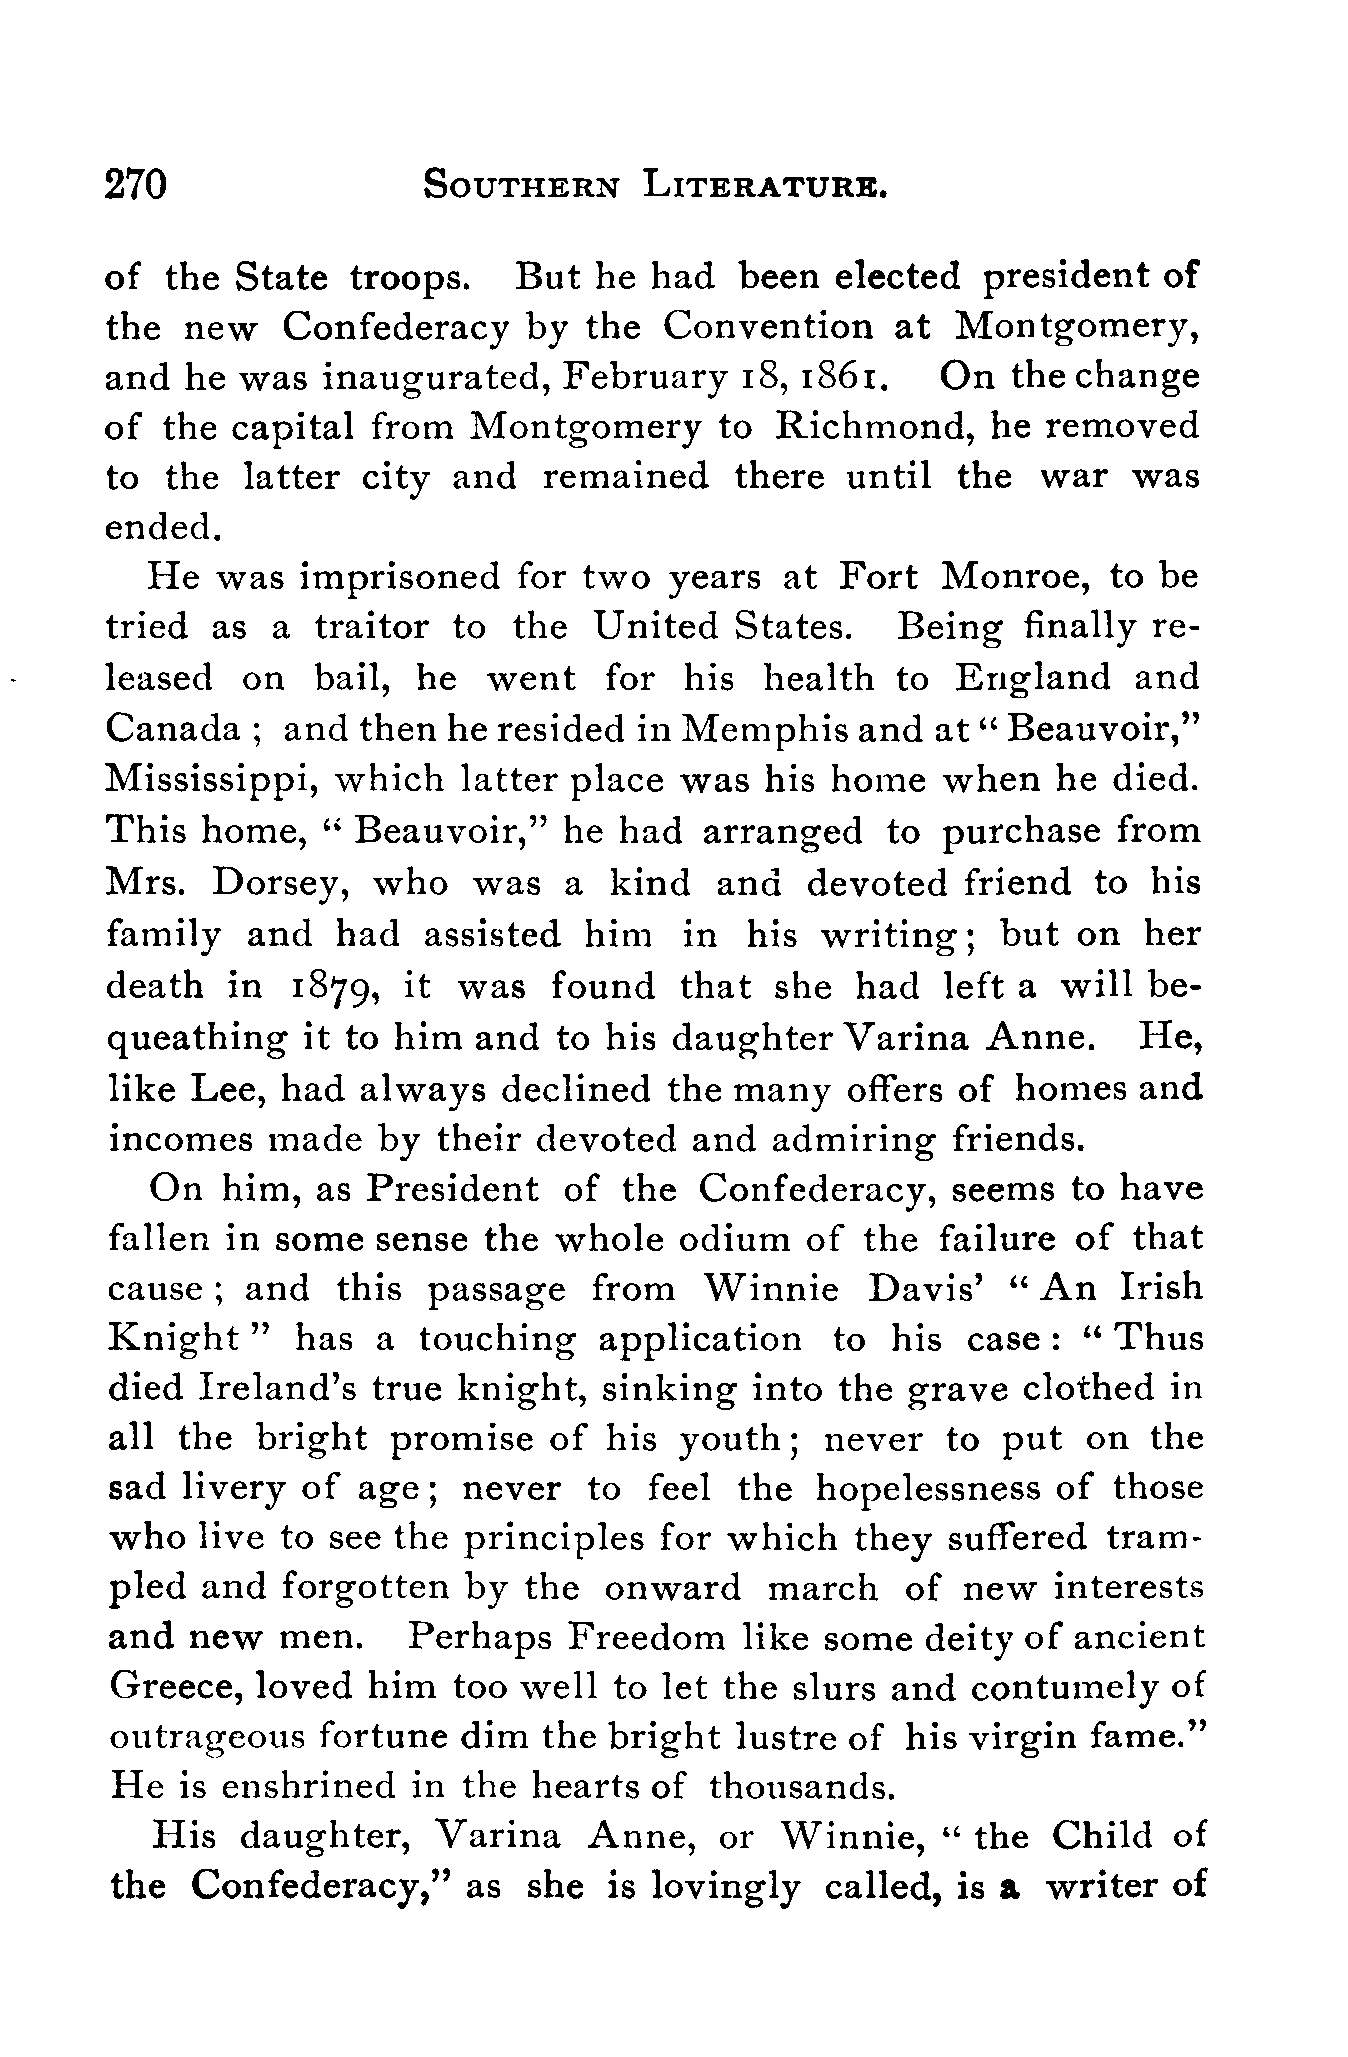 270 SOUTHERN LITERATURE.
of the State troops. But he had been elected president of
the new Confederacy by the Convention at Montgomery,
and he was inaugurated, February 18, 1861. On the change
of the capital from Montgomery to Richmond, he removed
to the latter city and remained there until the war was
ended.
He was imprisoned for two years at Fort Monroe, to be
tried as a traitor to the United States. Being finally re-
leased on bail, he went for his health to England and
Canada ; and then he resided in Memphis and at “ Beauvoir,”
Mississippi, which latter place was his home when he died.
This home, “ Beauvoir,” he had arranged to purchase from
Mrs. Dorsey, who was a kind and devoted friend to his
family and had assisted him in his writing ; but on her
death in 1879, it was found that she had left a will be-
queathing it to him and to his daughter Varina Anne. He,
like Lee, had always declined the many offers of homes and
incomes made by their devoted and admiring friends.
On him, as President of the Confederacy, seems to have
fallen in some sense the whole odium of the failure of that
cause ; and this passage from Winnie Davis’ “ An Irish
Knight ” has a touching application to his case : “ Thus
died Ireland’s true knight, sinking into the grave clothed in
all the bright promise of his youth ; never to put on the
sad livery of age ; never to feel the hopelessness of those
who live to see the principles for which they suffered tram-
pled and forgotten by the onward march of new interests
and new men. Perhaps Freedom like some deity of ancient
Greece, loved him too well to let the slurs and contumely of
outrageous fortune dim the bright lustre of his virgin fame.”
He is enshrined in the hearts of thousands.
His daughter, Varina Anne, or Winnie, “ the Child of
the Confederacy,” as she is lovingly called, is a writer of